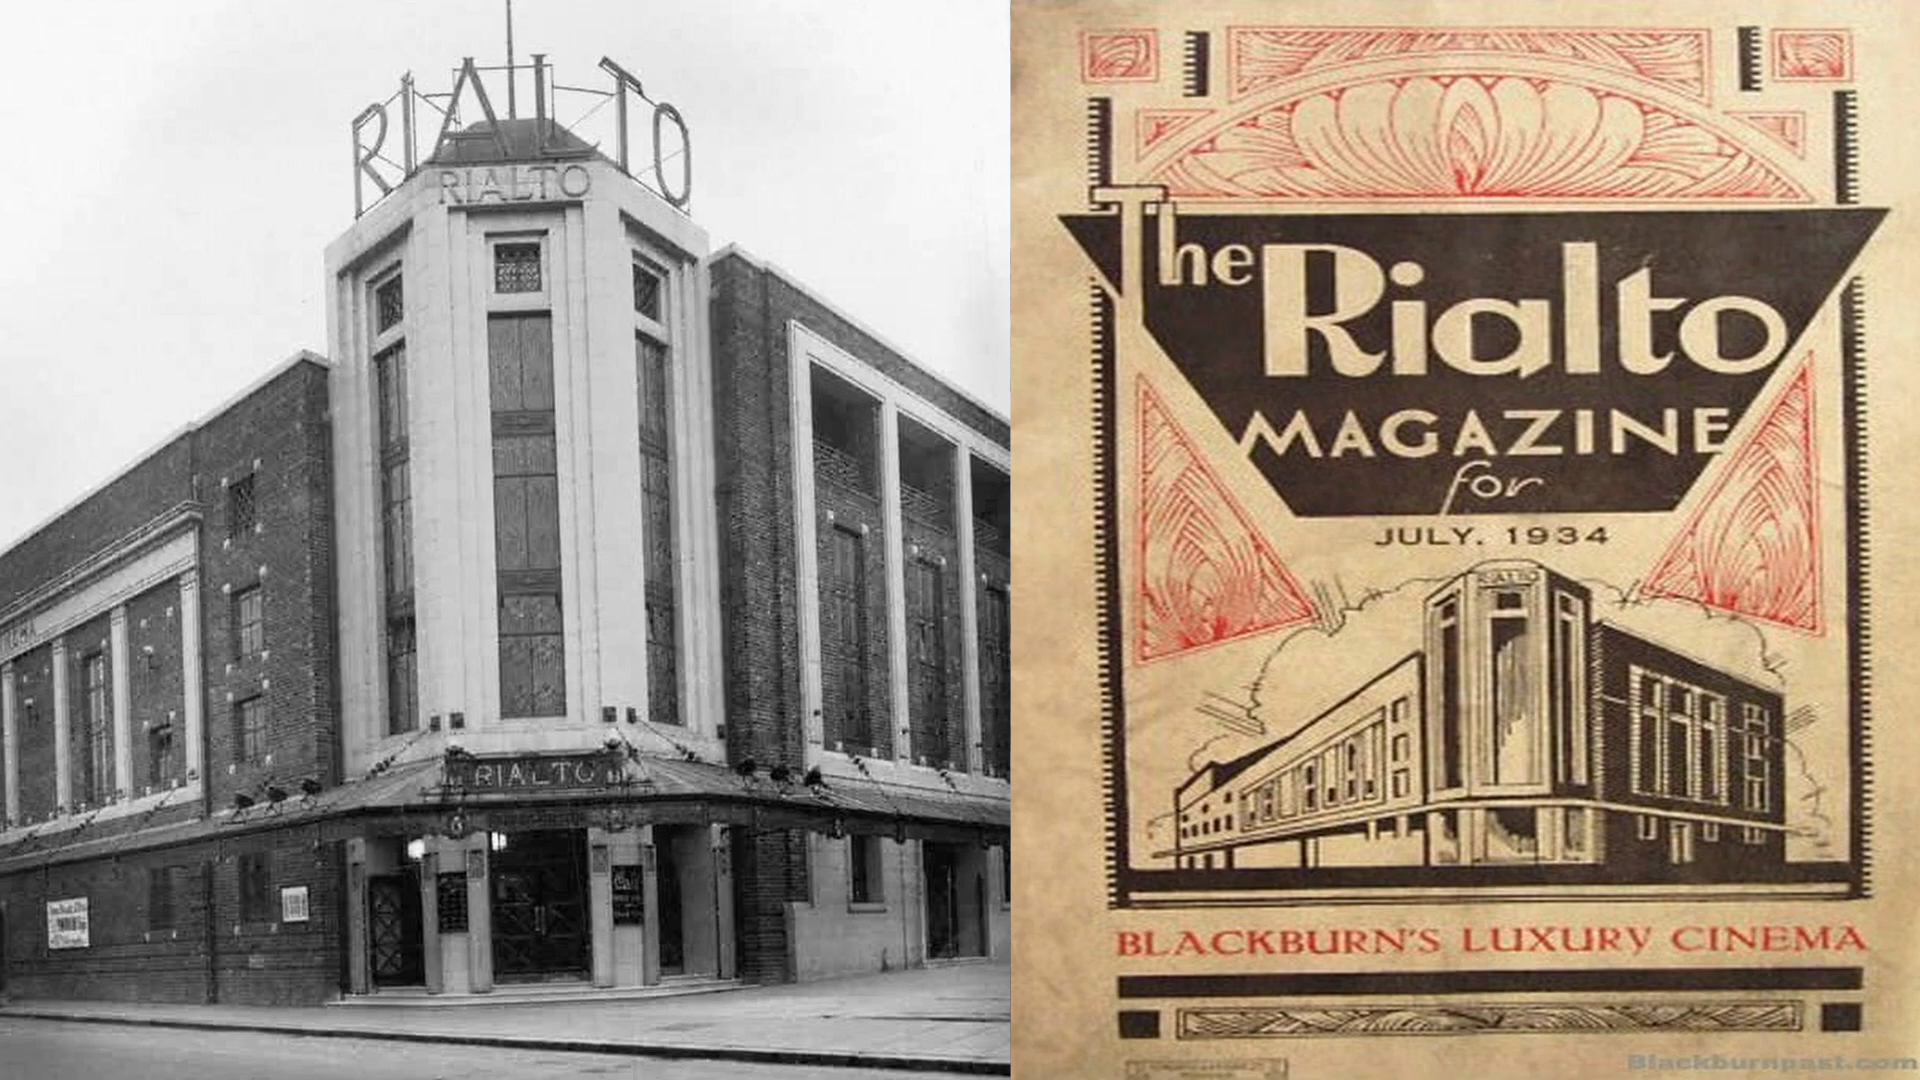 RIALTO
RIALTO
RIALTO
The
Rialto
MAGAZINE
for
JULY. 1934
RIALTO
BLACKBURN'S LUXURY CINEMA
Blackburnpast.com